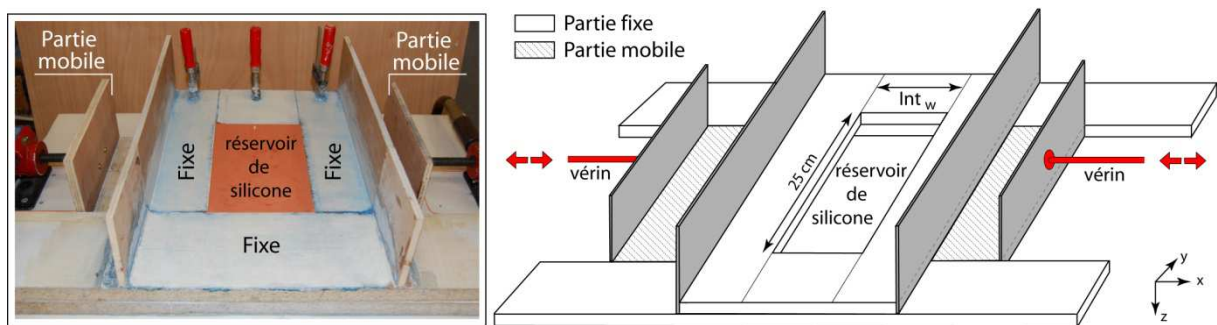 Partie
mobile
Partie
mobile
Fixe
réservoir
de
silicone
Fixe
Fixe
Partie fixe
Partie mobile
Int w
25 cm
réservoir
de
silicone
vérin
vérin
y
x
z